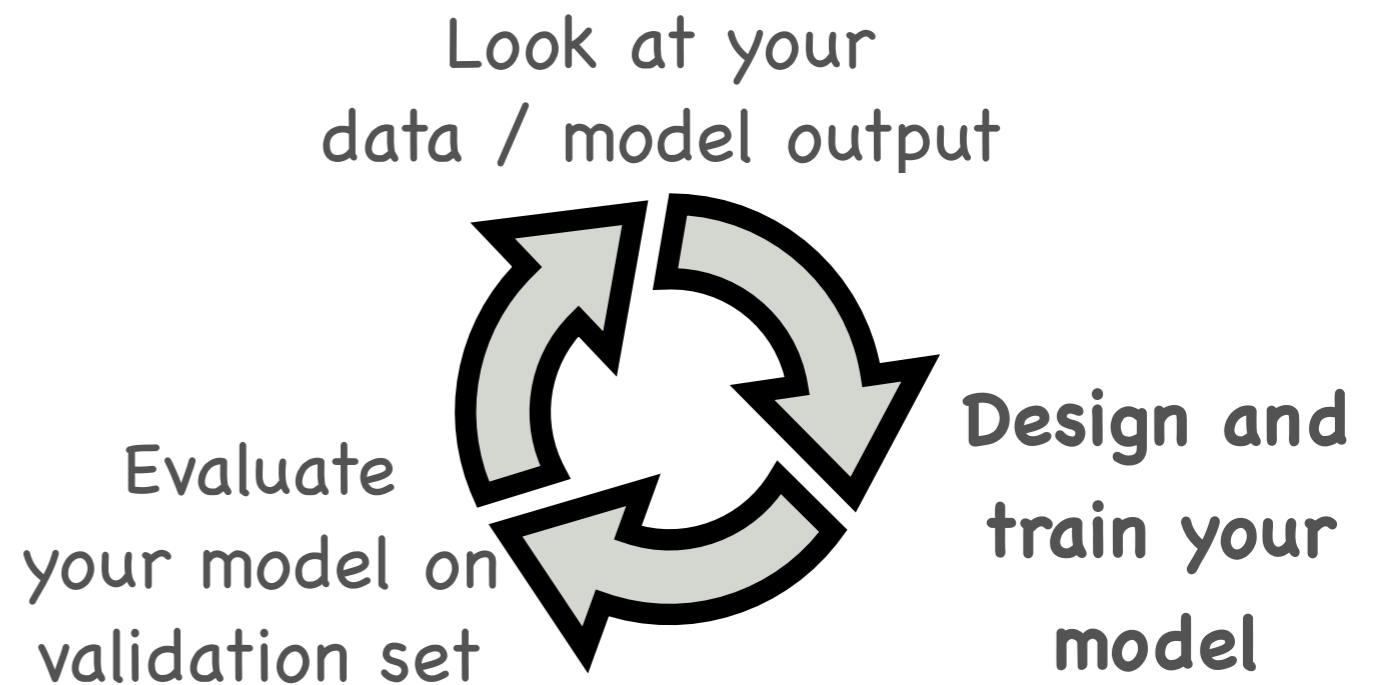 Look at your
data / model output
Design and
train your
model
Evaluate
your model on
validation set